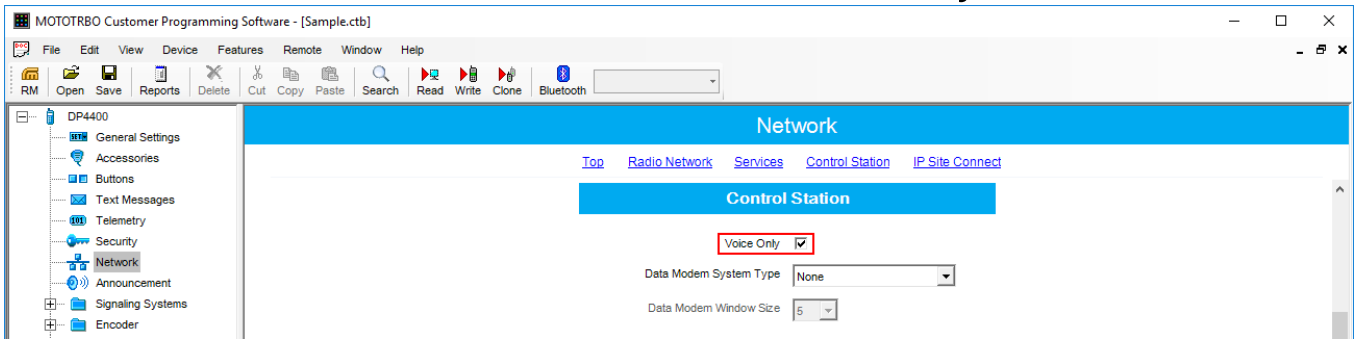 MOTOTRBO Customer Programming Software - [Sample.ctb]
File Edit View Device Features Remote Window Help
RM Open Save Reports Delete Cut Copy Paste Search Read Write Clone Bluetooth
DP4400
General Settings
Accessories
Buttons
Text Messages
Telemetry
Security
Network
Announcement
Signaling Systems
Encoder
Network
Top Radio Network Services Control Station IP Site Connect
Control Station
Voice Only
Data Modem System Type None
Data Modem Window Size 5